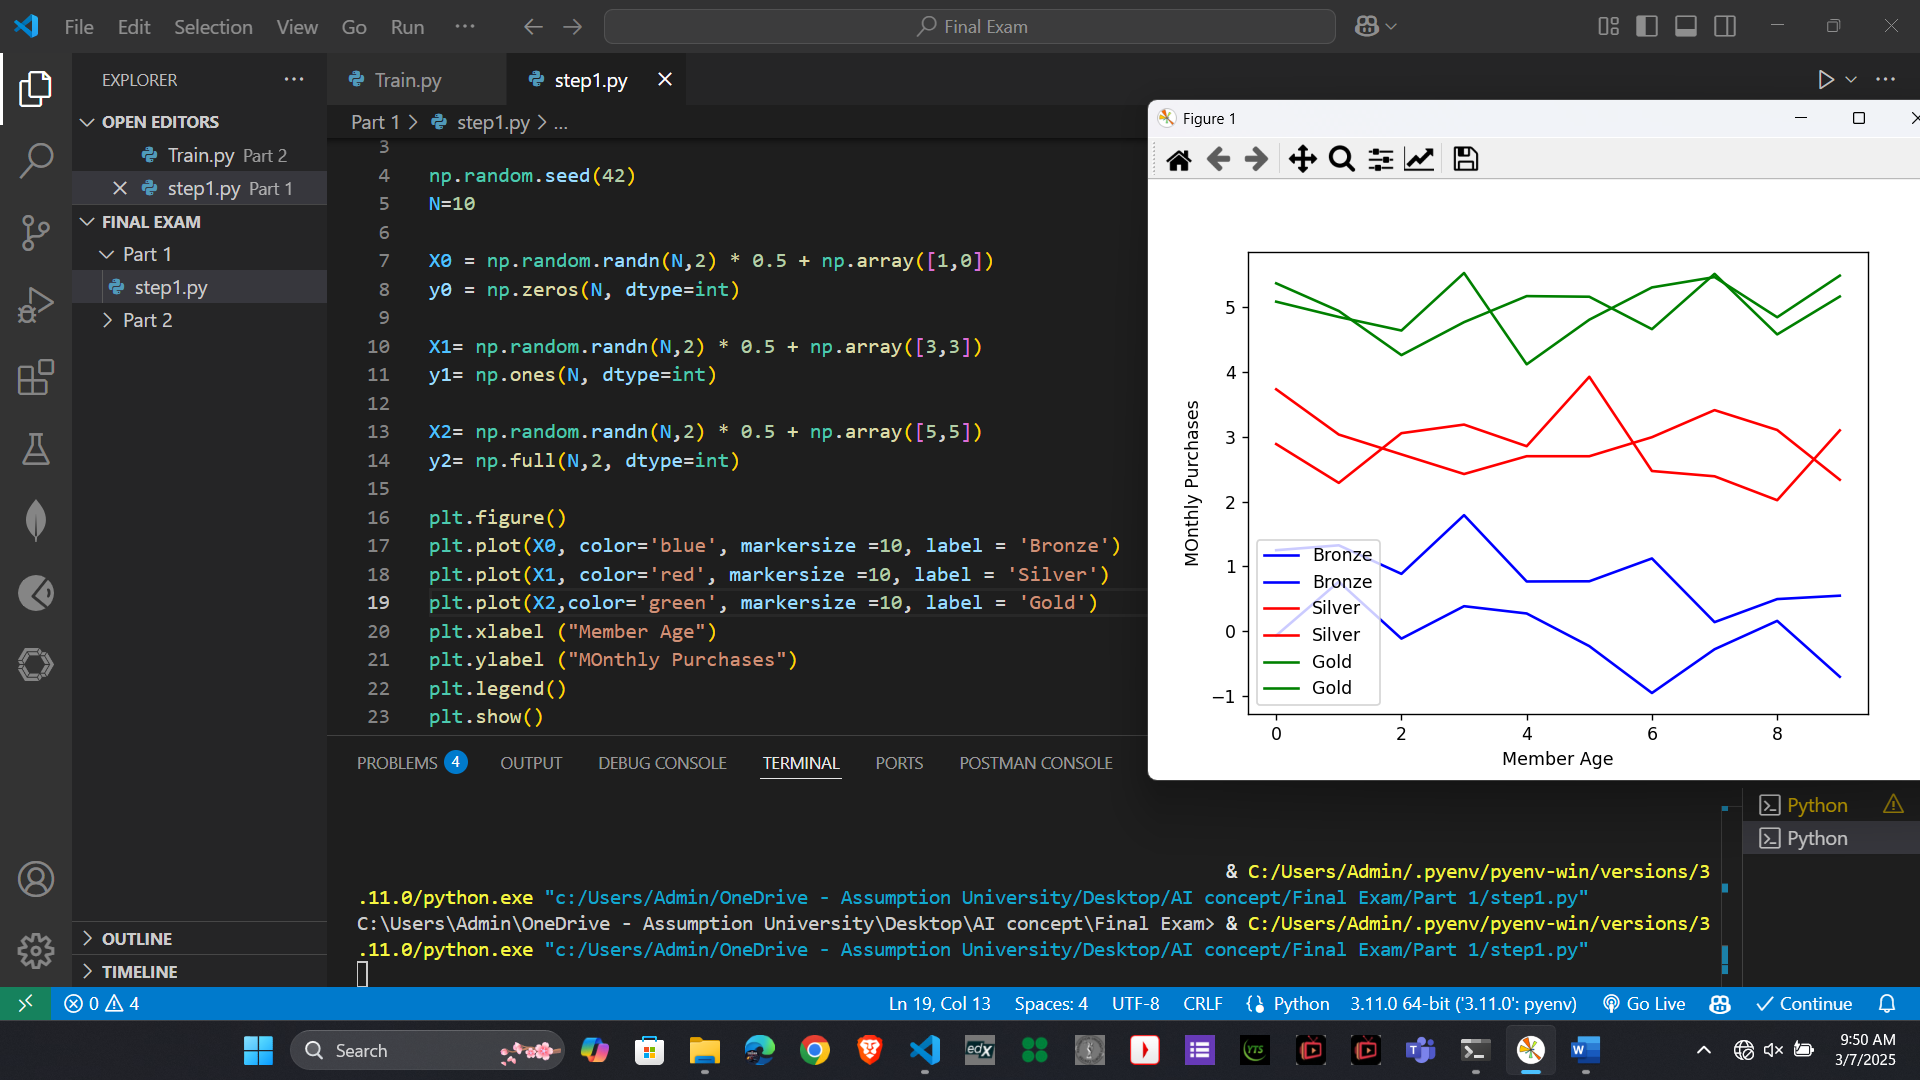 File Edit Selection View Go Run ··· Final Exam
EXPLORER ···
OPEN EDITORS
Train.py Part 2
step1.py Part 1
FINAL EXAM
Part 1
step1.py
Part 2
OUTLINE
TIMELINE
Train.py step1.py
Part 1 > step1.py > ...
3
4 np.random.seed(42)
5 N=10
6
7 X0 = np.random.randn(N,2) * 0.5 + np.array([1,0])
8 y0 = np.zeros(N, dtype=int)
9
10 X1= np.random.randn(N,2) * 0.5 + np.array([3,3])
11 y1= np.ones(N, dtype=int)
12
13 X2= np.random.randn(N,2) * 0.5 + np.array([5,5])
14 y2= np.full(N,2, dtype=int)
15
16 plt.figure()
17 plt.plot(X0, color='blue', markersize =10, label = 'Bronze')
18 plt.plot(X1, color='red', markersize =10, label = 'Silver')
19 plt.plot(X2,color='green', markersize =10, label = 'Gold')
20 plt.xlabel ("Member Age")
21 plt.ylabel ("MOnthly Purchases")
22 plt.legend()
23 plt.show()
Figure 1
5
4
3
2
1
0
−1
MOnthly Purchases
Bronze
Bronze
Silver
Silver
Gold
Gold
0 2 4 6 8
Member Age
PROBLEMS 4 OUTPUT DEBUG CONSOLE TERMINAL PORTS POSTMAN CONSOLE
& C:/Users/Admin/.pyenv/pyenv-win/versions/3
.11.0/python.exe "c:/Users/Admin/OneDrive - Assumption University/Desktop/AI concept/Final Exam/Part 1/step1.py"
C:\Users\Admin\OneDrive - Assumption University\Desktop\AI concept\Final Exam> & C:/Users/Admin/.pyenv/pyenv-win/versions/3
.11.0/python.exe "c:/Users/Admin/OneDrive - Assumption University/Desktop/AI concept/Final Exam/Part 1/step1.py"
Python
Python
0 4 Ln 19, Col 13 Spaces: 4 UTF-8 CRLF Python 3.11.0 64-bit ('3.11.0': pyenv) Go Live Continue
Search edX YTS
9:50 AM
3/7/2025